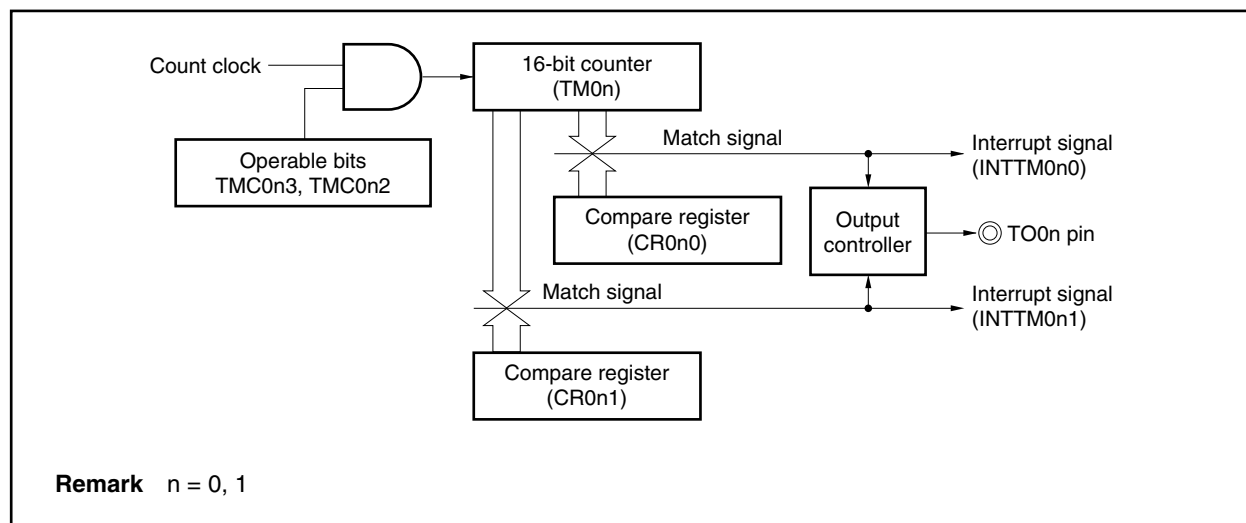 Count clock
16-bit counter
(TM0n)
Operable bits
TMC0n3, TMC0n2
Match signal
Interrupt signal
(INTTM0n0)
Compare register
(CR0n0)
Output
controller
TO0n pin
Match signal
Interrupt signal
(INTTM0n1)
Compare register
(CR0n1)
Remark n = 0, 1